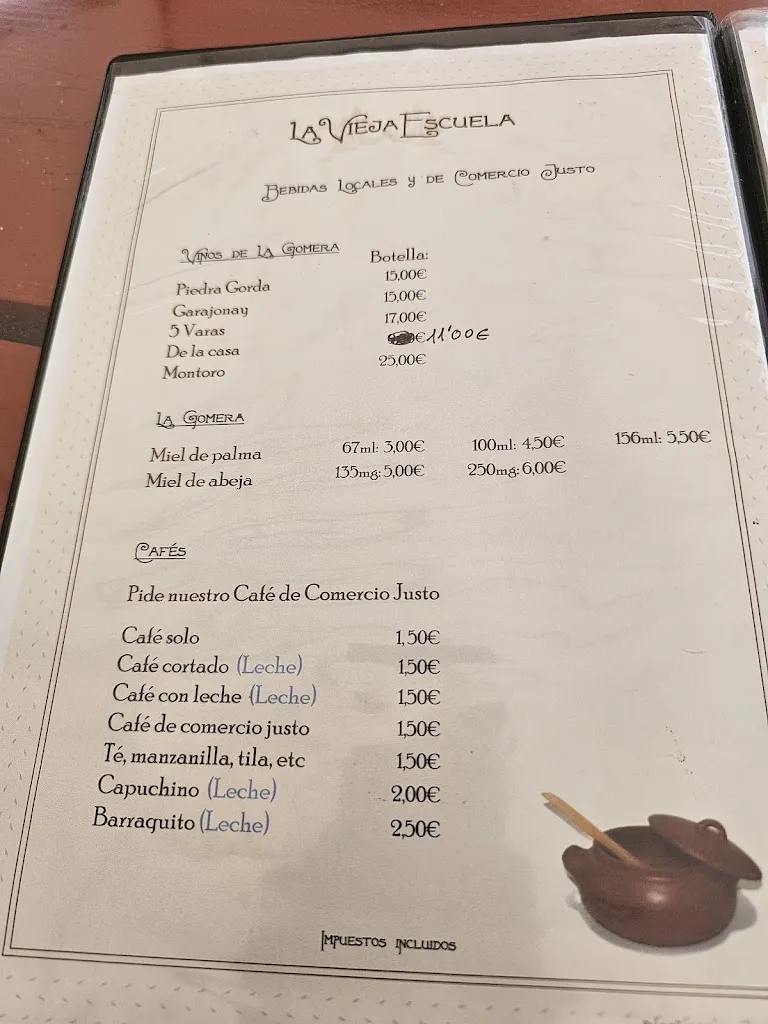 La Vieja Escuela
Bebidas Locales y de Comercio Justo
Vinos de La Gomera Botella:
Piedra Gorda 15,00€
Garajonay 15,00€
5 Varas 17,00€
De la casa € 11'00€
Montoro 25,00€
La Gomera
Miel de palma 67ml: 3,00€ 100ml: 4,50€ 156ml: 5,50€
Miel de abeja 135mg: 5,00€ 250mg: 6,00€
Cafés
Pide nuestro Café de Comercio Justo
Café solo 1,50€
Café cortado (Leche) 1,50€
Café con leche (Leche) 1,50€
Café de comercio justo 1,50€
Té, manzanilla, tila, etc 1,50€
Capuchino (Leche) 2,00€
Barraquito (Leche) 2,50€
Impuestos incluidos